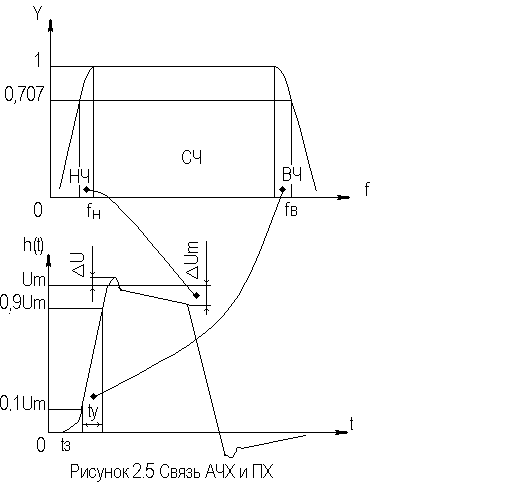 Y
1
0,707
НЧ
СЧ
ВЧ
0
fн
fв
f
h(t)
ΔU
ΔUm
Um
0,9Um
0,1Um
tу
t
0
tз
Рисунок 2.5 Связь АЧХ и ПХ